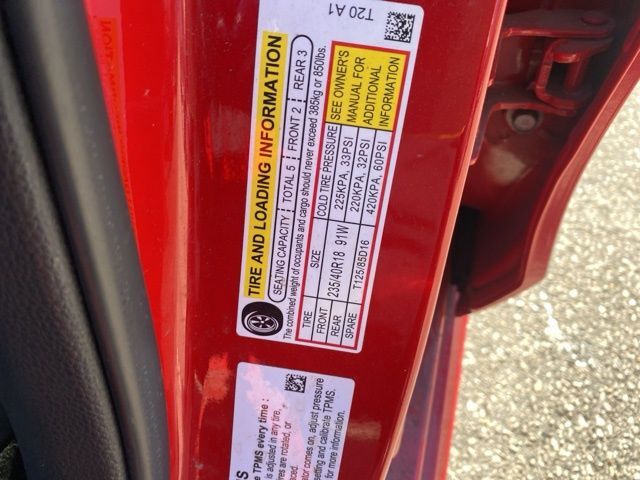 TIRE AND LOADING INFORMATION
SEATING CAPACITY TOTAL 5 FRONT 2 REAR 3
The combined weight of occupants and cargo should never exceed 385kg or 850lbs.
TIRE SIZE COLD TIRE PRESSURE SEE OWNER'S
FRONT 235/40R18 91W 225KPA, 33PSI MANUAL FOR
REAR 220KPA, 32PSI ADDITIONAL
SPARE T125/85D16 420KPA, 60PSI INFORMATION
T20 A1
TPMS every time :
is adjusted in any tire,
are rotated, or
comes on, adjust pressure
setting and calibrate TPMS.
for more information.